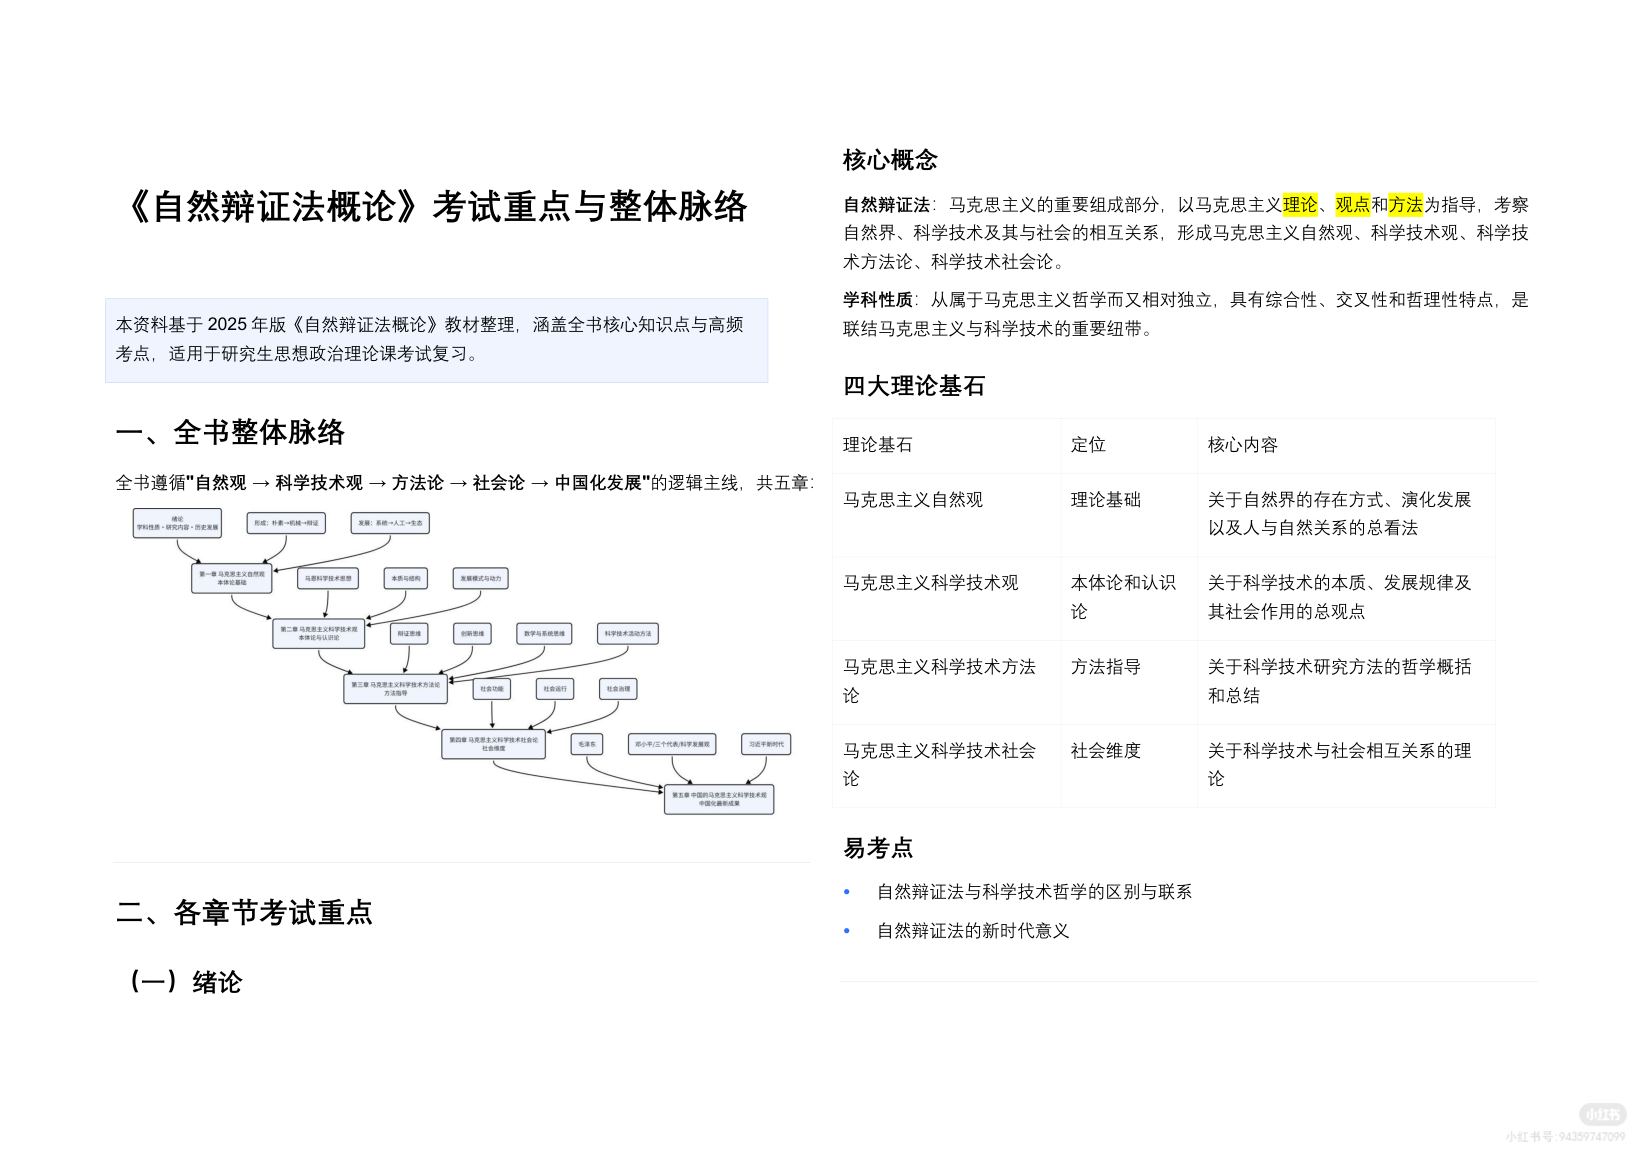 《自然辩证法概论》考试重点与整体脉络
本资料基于 2025 年版《自然辩证法概论》教材整理，涵盖全书核心知识点与高频
考点，适用于研究生思想政治理论课考试复习。
一、全书整体脉络
全书遵循"自然观 → 科学技术观 → 方法论 → 社会论 → 中国化发展"的逻辑主线，共五章：
绪论
学科性质・研究内容・历史发展
形成：朴素→机械→辩证
发展：系统→人工→生态
第一章 马克思主义自然观
本体论基础
马恩科学技术思想
本质与结构
发展模式与动力
第二章 马克思主义科学技术观
本体论与认识论
辩证思维
创新思维
数学与系统思维
科学技术活动方法
第三章 马克思主义科学技术方法论
方法指导
社会功能
社会运行
社会治理
第四章 马克思主义科学技术社会论
社会维度
毛泽东
邓小平/三个代表/科学发展观
习近平新时代
第五章 中国的马克思主义科学技术观
中国化最新成果
二、各章节考试重点
（一）绪论
核心概念
自然辩证法：马克思主义的重要组成部分，以马克思主义理论、观点和方法为指导，考察
自然界、科学技术及其与社会的相互关系，形成马克思主义自然观、科学技术观、科学技
术方法论、科学技术社会论。
学科性质：从属于马克思主义哲学而又相对独立，具有综合性、交叉性和哲理性特点，是
联结马克思主义与科学技术的重要纽带。
四大理论基石
理论基石 定位 核心内容
马克思主义自然观 理论基础 关于自然界的存在方式、演化发展
以及人与自然关系的总看法
马克思主义科学技术观 本体论和认识 关于科学技术的本质、发展规律及
论 其社会作用的总观点
马克思主义科学技术方法 方法指导 关于科学技术研究方法的哲学概括
论 和总结
马克思主义科学技术社会 社会维度 关于科学技术与社会相互关系的理
论 论
易考点
• 自然辩证法与科学技术哲学的区别与联系
• 自然辩证法的新时代意义
小红书
小红书号:94359747099